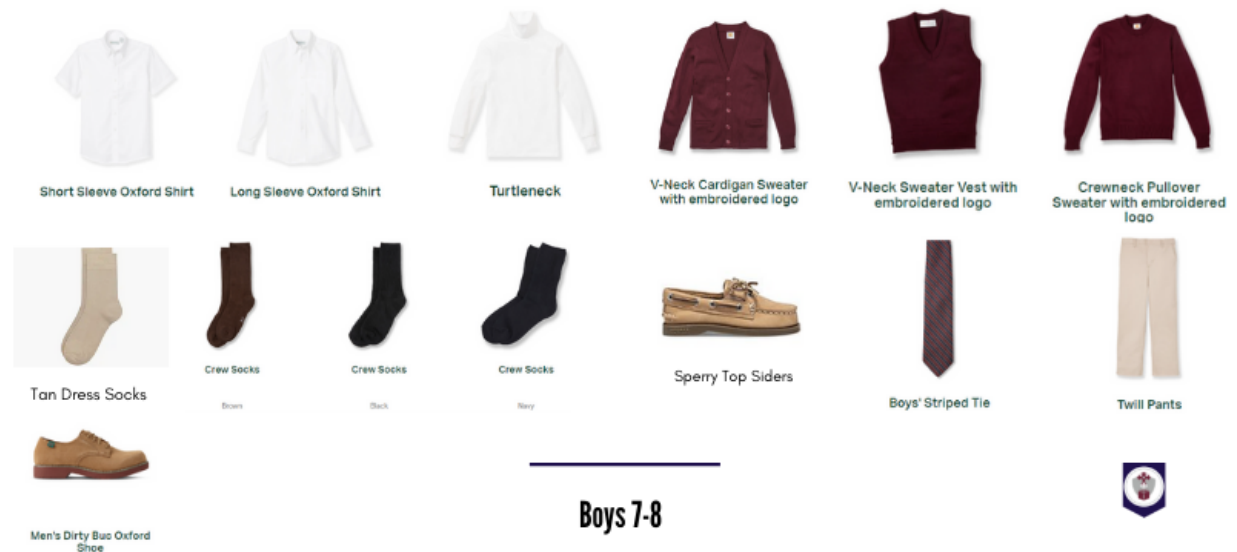 Short Sleeve Oxford Shirt
Long Sleeve Oxford Shirt
Turtleneck
V-Neck Cardigan Sweater
with embroidered logo
V-Neck Sweater Vest with
embroidered logo
Crewneck Pullover
Sweater with embroidered
logo
Tan Dress Socks
Crew Socks
Brown
Crew Socks
Black
Crew Socks
Navy
Sperry Top Siders
Boys' Striped Tie
Twill Pants
Men's Dirty Buc Oxford
Shoe
Boys 7-8